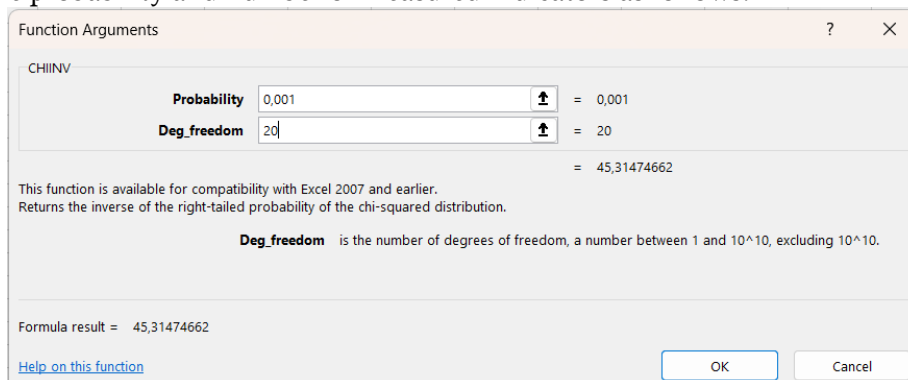 Function Arguments ? ×
CHIINV
Probability 0,001 = 0,001
Deg_freedom 20 = 20
= 45,31474662
This function is available for compatibility with Excel 2007 and earlier.
Returns the inverse of the right-tailed probability of the chi-squared distribution.
Deg_freedom is the number of degrees of freedom, a number between 1 and 10^10, excluding 10^10.
Formula result = 45,31474662
Help on this function OK Cancel